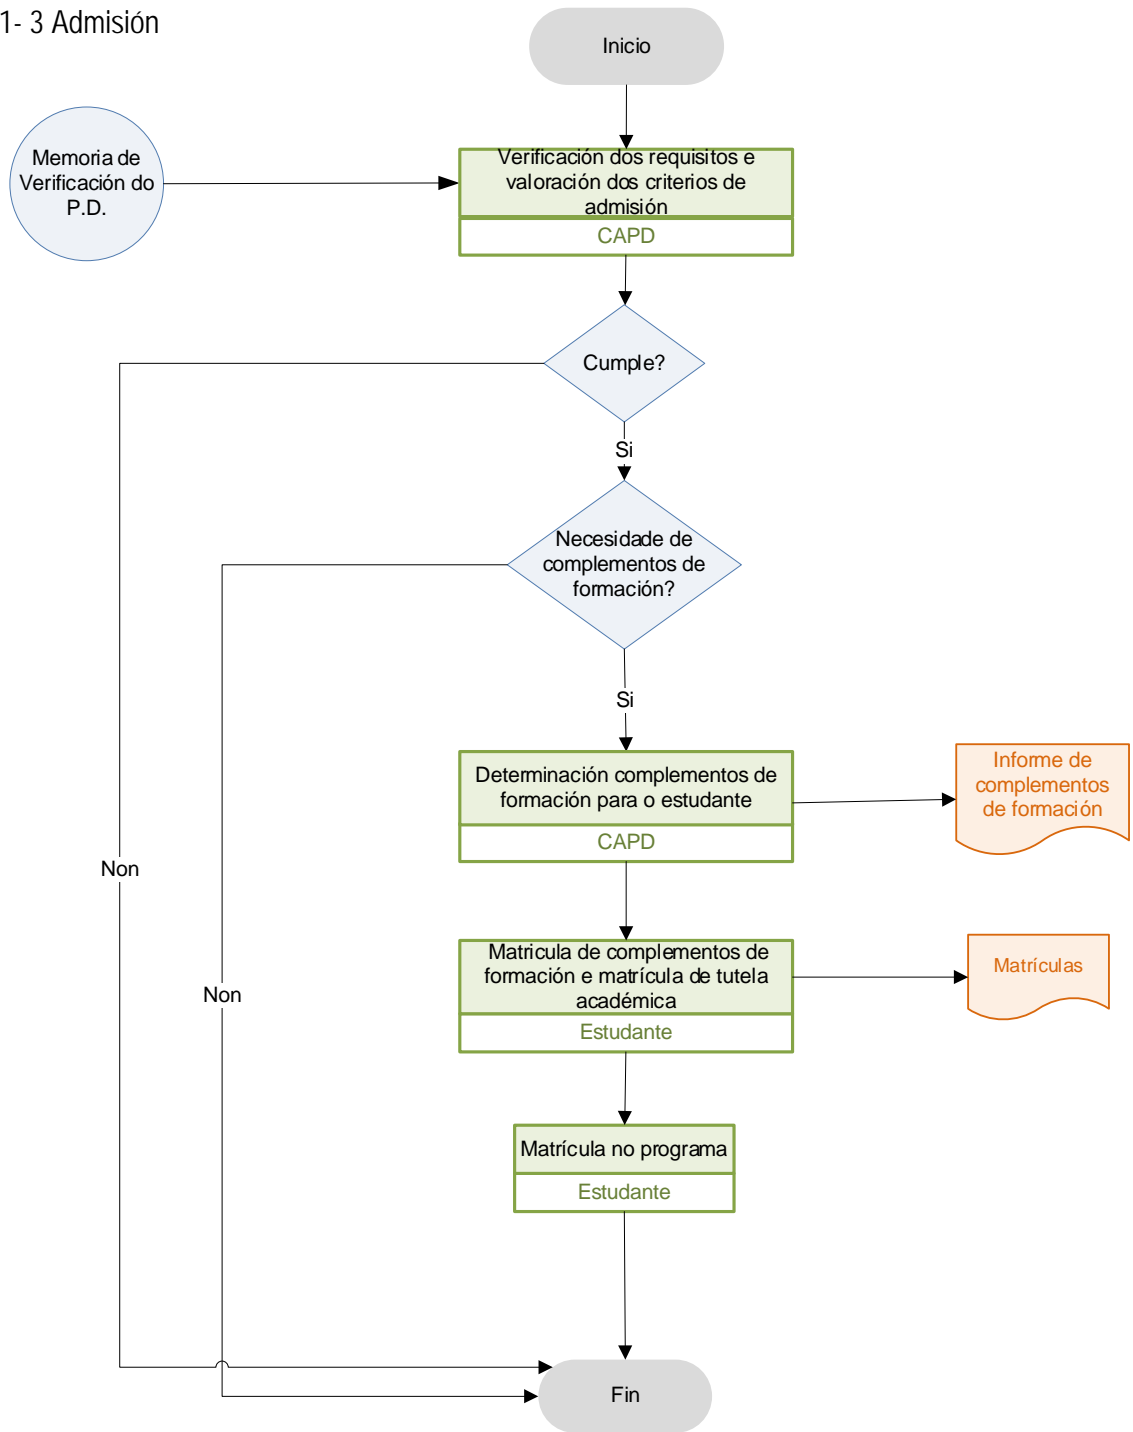 1- 3 Admisión
Inicio
Memoria de
Verificación do
P.D.
Verificación dos requisitos e
valoración dos criterios de
admisión
CAPD
Cumple?
Si
Necesidade de
complementos de
formación?
Si
Determinación complementos de
formación para o estudante
CAPD
Informe de
complementos
de formación
Non
Matricula de complementos de
formación e matrícula de tutela
académica
Estudante
Matrículas
Non
Matrícula no programa
Estudante
Fin